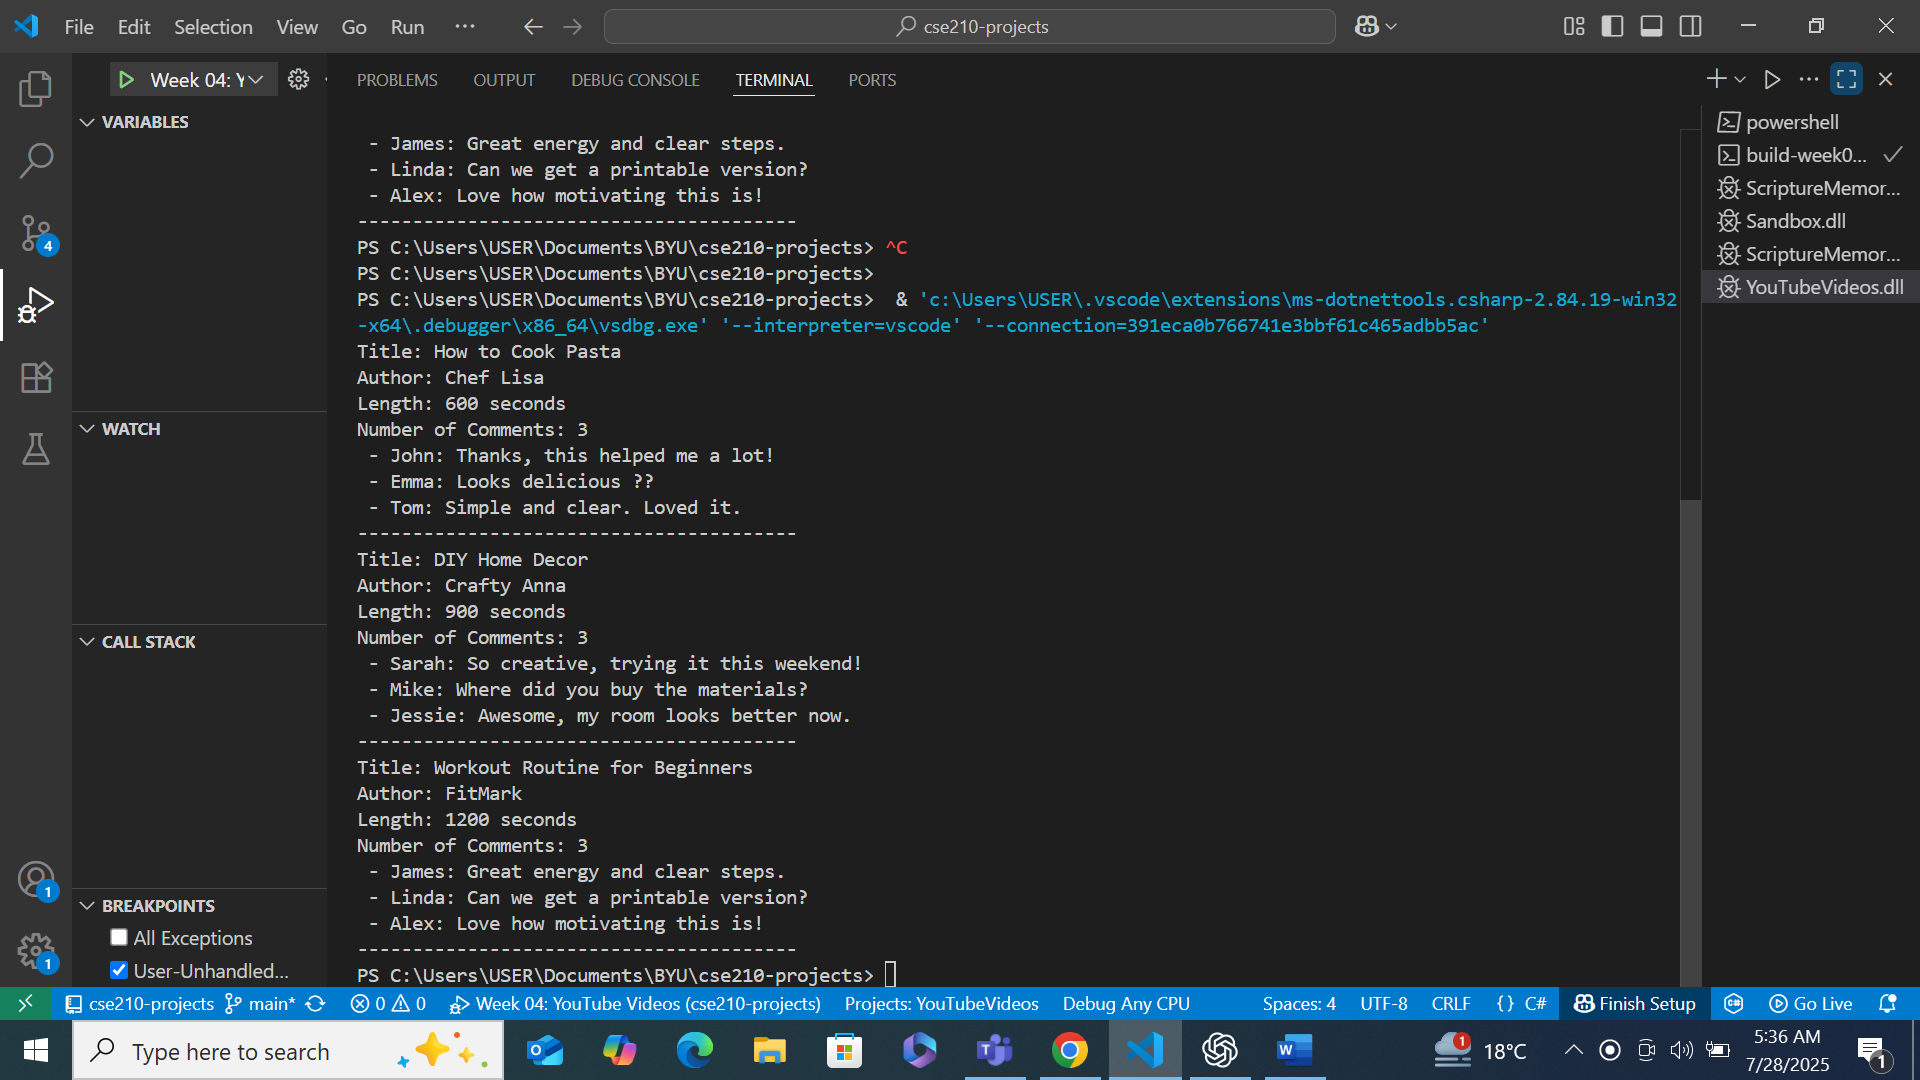 File Edit Selection View Go Run ··· cse210-projects
Week 04: Y
PROBLEMS OUTPUT DEBUG CONSOLE TERMINAL PORTS
VARIABLES
WATCH
CALL STACK
BREAKPOINTS
All Exceptions
User-Unhandled...
4
1
1
- James: Great energy and clear steps.
- Linda: Can we get a printable version?
- Alex: Love how motivating this is!
----------------------------------------
PS C:\Users\USER\Documents\BYU\cse210-projects> ^C
PS C:\Users\USER\Documents\BYU\cse210-projects>
PS C:\Users\USER\Documents\BYU\cse210-projects>  & 'c:\Users\USER\.vscode\extensions\ms-dotnettools.csharp-2.84.19-win32
-x64\.debugger\x86_64\vsdbg.exe' '--interpreter=vscode' '--connection=391eca0b766741e3bbf61c465adbb5ac'
Title: How to Cook Pasta
Author: Chef Lisa
Length: 600 seconds
Number of Comments: 3
- John: Thanks, this helped me a lot!
- Emma: Looks delicious ??
- Tom: Simple and clear. Loved it.
----------------------------------------
Title: DIY Home Decor
Author: Crafty Anna
Length: 900 seconds
Number of Comments: 3
- Sarah: So creative, trying it this weekend!
- Mike: Where did you buy the materials?
- Jessie: Awesome, my room looks better now.
----------------------------------------
Title: Workout Routine for Beginners
Author: FitMark
Length: 1200 seconds
Number of Comments: 3
- James: Great energy and clear steps.
- Linda: Can we get a printable version?
- Alex: Love how motivating this is!
----------------------------------------
PS C:\Users\USER\Documents\BYU\cse210-projects>
powershell
build-week0...
ScriptureMemor...
Sandbox.dll
ScriptureMemor...
YouTubeVideos.dll
cse210-projects main* 0 0 Week 04: YouTube Videos (cse210-projects) Projects: YouTubeVideos Debug Any CPU Spaces: 4 UTF-8 CRLF {} C# Finish Setup Go Live
Type here to search 1 18°C 5:36 AM
7/28/2025 1